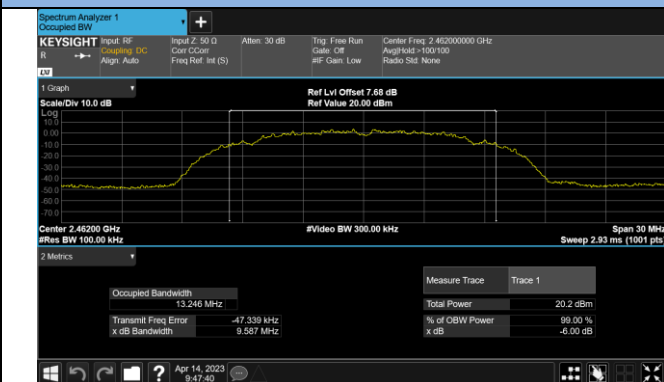 Spectrum Analyzer 1
Occupied BW
+
KEYSIGHT Input: RF Input Z: 50 Ω Atten: 30 dB Trig: Free Run Center Freq: 2.462000000 GHz
R Coupling: DC Corr CCorr Gate: Off Avg|Hold:>100/100
Align: Auto Freq Ref: Int (S) #IF Gain: Low Radio Std: None
LXI
1 Graph
Ref Lvl Offset 7.68 dB
Scale/Div 10.0 dB Ref Value 20.00 dBm
Log
10.0
0.00
-10.0
-20.0
-30.0
-40.0
-50.0
-60.0
-70.0
Center 2.46200 GHz #Video BW 300.00 kHz Span 30 MHz
#Res BW 100.00 kHz Sweep 2.93 ms (1001 pts)
2 Metrics
Measure Trace Trace 1
Occupied Bandwidth
13.246 MHz
Total Power 20.2 dBm
Transmit Freq Error -47.339 kHz % of OBW Power 99.00 %
x dB Bandwidth 9.587 MHz x dB -6.00 dB
? Apr 14, 2023
9:47:40